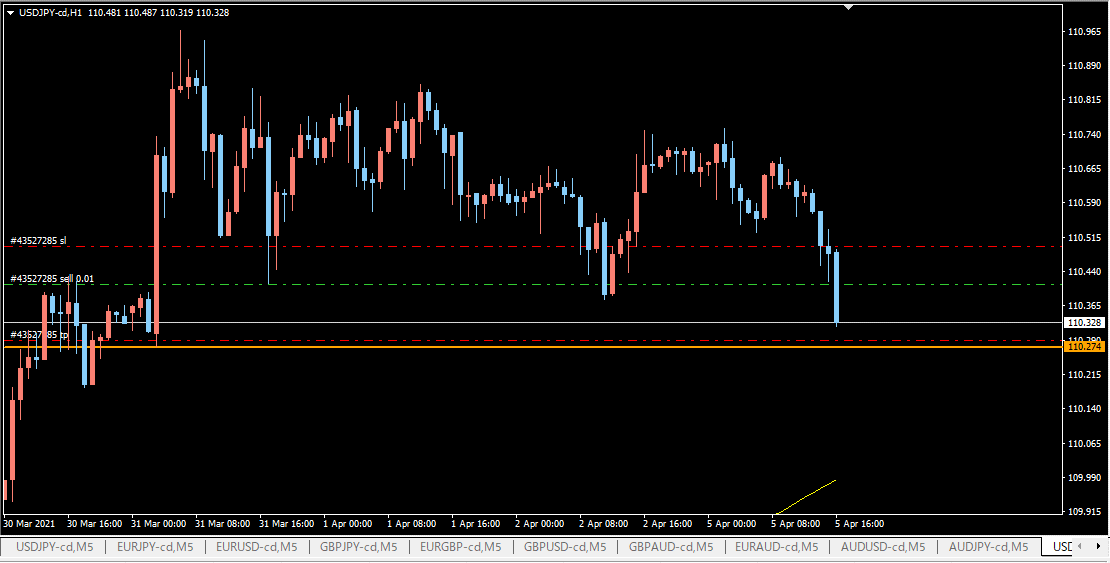 USDJPY-cd,H1 110.481 110.487 110.319 110.328
110.965
110.890
110.815
110.740
110.665
110.590
110.515
#43527285 sl
110.440
#43527285 sell 0.01
110.365
110.328
#43527285 tp
110.290
110.274
110.215
110.140
110.065
109.990
109.915
30 Mar 2021 30 Mar 16:00 31 Mar 00:00 31 Mar 08:00 31 Mar 16:00 1 Apr 00:00 1 Apr 08:00 1 Apr 16:00 2 Apr 00:00 2 Apr 08:00 2 Apr 16:00 5 Apr 00:00 5 Apr 08:00 5 Apr 16:00
USDJPY-cd,M5 EURJPY-cd,M5 EURUSD-cd,M5 GBPJPY-cd,M5 EURGBP-cd,M5 GBPUSD-cd,M5 GBPAUD-cd,M5 EURAUD-cd,M5 AUDUSD-cd,M5 AUDJPY-cd,M5 USD